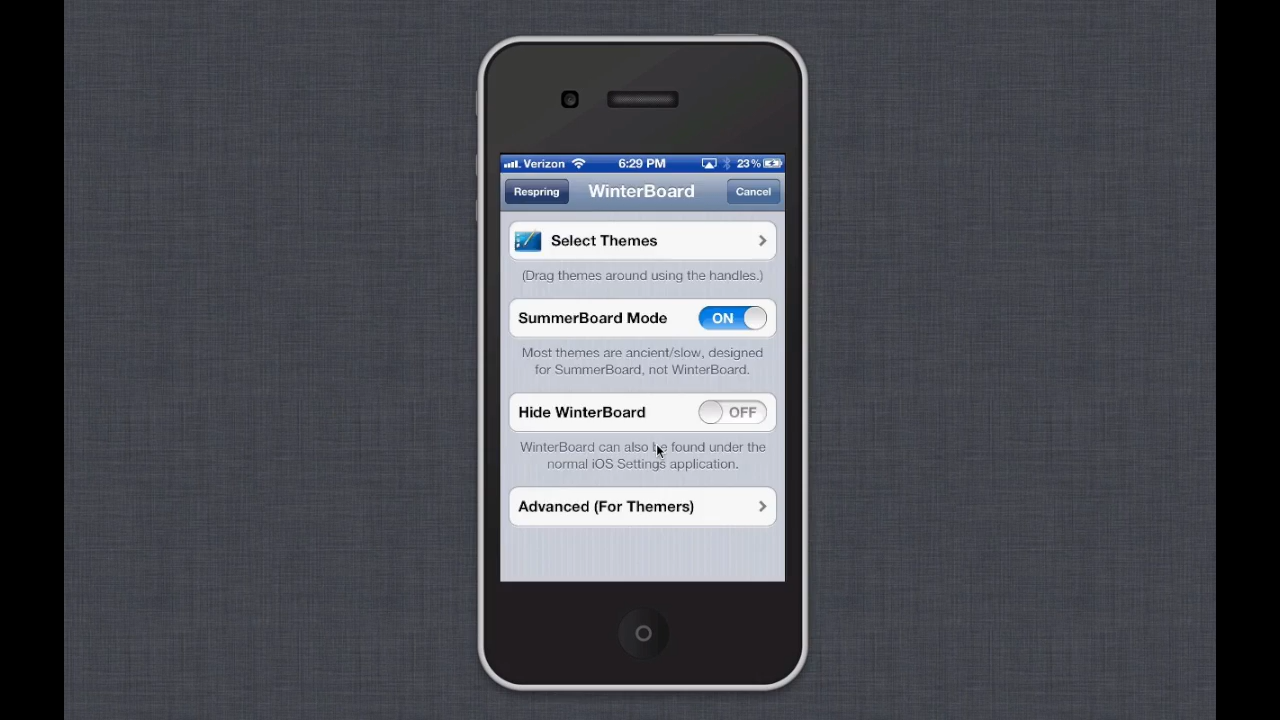 Verizon 6:29 PM 23%
Respring WinterBoard Cancel
Select Themes
(Drag themes around using the handles.)
SummerBoard Mode ON
Most themes are ancient/slow, designed
for SummerBoard, not WinterBoard.
Hide WinterBoard OFF
WinterBoard can also be found under the
normal iOS Settings application.
Advanced (For Themers)